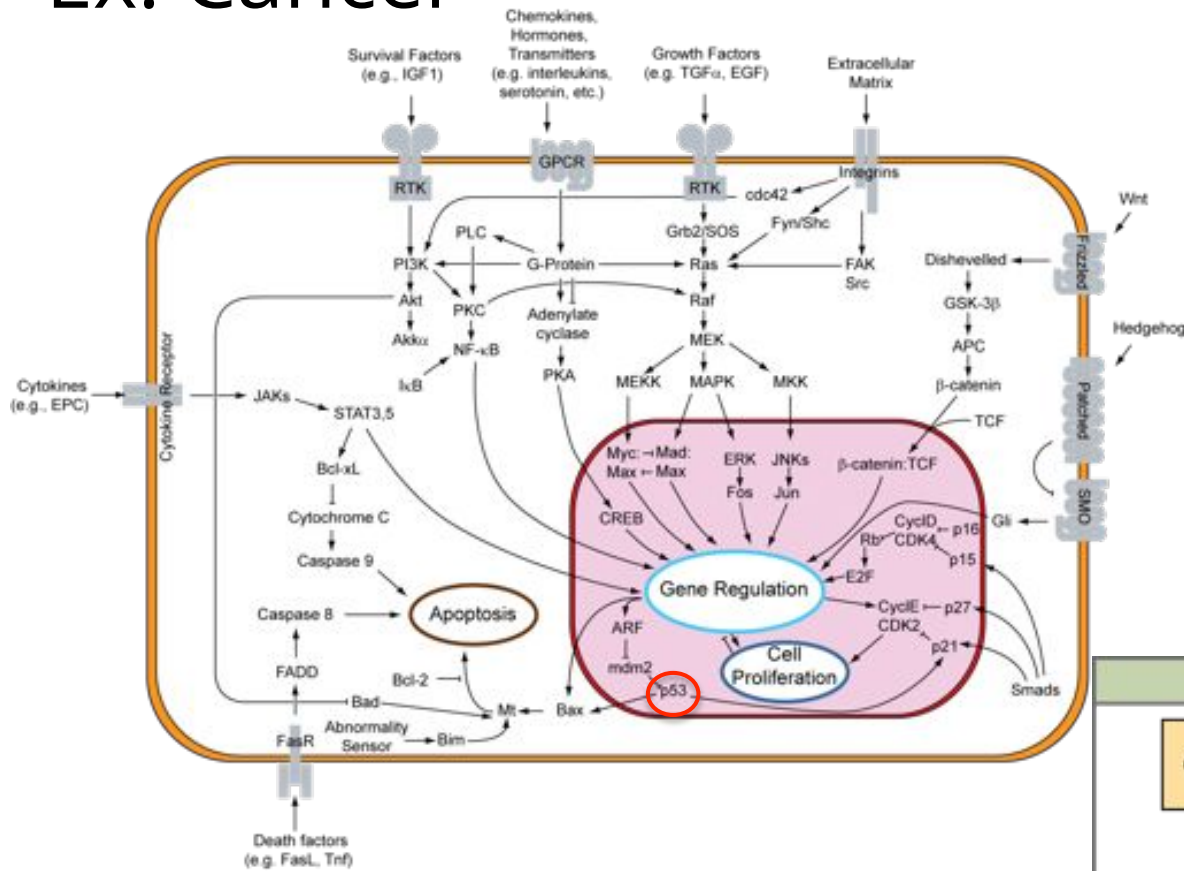 Ex: Cancer
Chemokines,
Hormones,
Transmitters
(e.g. interleukins,
serotonin, etc.)
Survival Factors
(e.g., IGF1)
Growth Factors
(e.g. TGFα, EGF)
Extracellular
Matrix
GPCR
RTK
RTK
Integrins
cdc42
Wnt
Grb2/SOS
Fyn/Shc
Frizzled
PLC
PI3K
G-Protein
Ras
FAK
Src
Dishevelled
Akt
PKC
Adenylate
cyclase
Raf
GSK-3β
Hedgehog
Akkα
NF-κB
MEK
APC
IκB
PKA
MEKK
MAPK
MKK
β-catenin
Patched
Cytokines
(e.g., EPC)
Cytokine Receptor
JAKs
STAT3,5
TCF
Bcl-xL
Myc: Mad:
Max Max
ERK
JNKs
β-catenin:TCF
Fos
Jun
SMO
Cytochrome C
CREB
Gli
CyclD
CDK4
Rb
p16
p15
Caspase 9
E2F
Gene Regulation
Caspase 8
Apoptosis
ARF
CyclE
CDK2
p27
p21
mdm2
Cell
Proliferation
FADD
Bcl-2
p53
Smads
Bad
Mt
Bax
Abnormality
Sensor
Bim
FasR
Death factors
(e.g. FasL, Tnf)